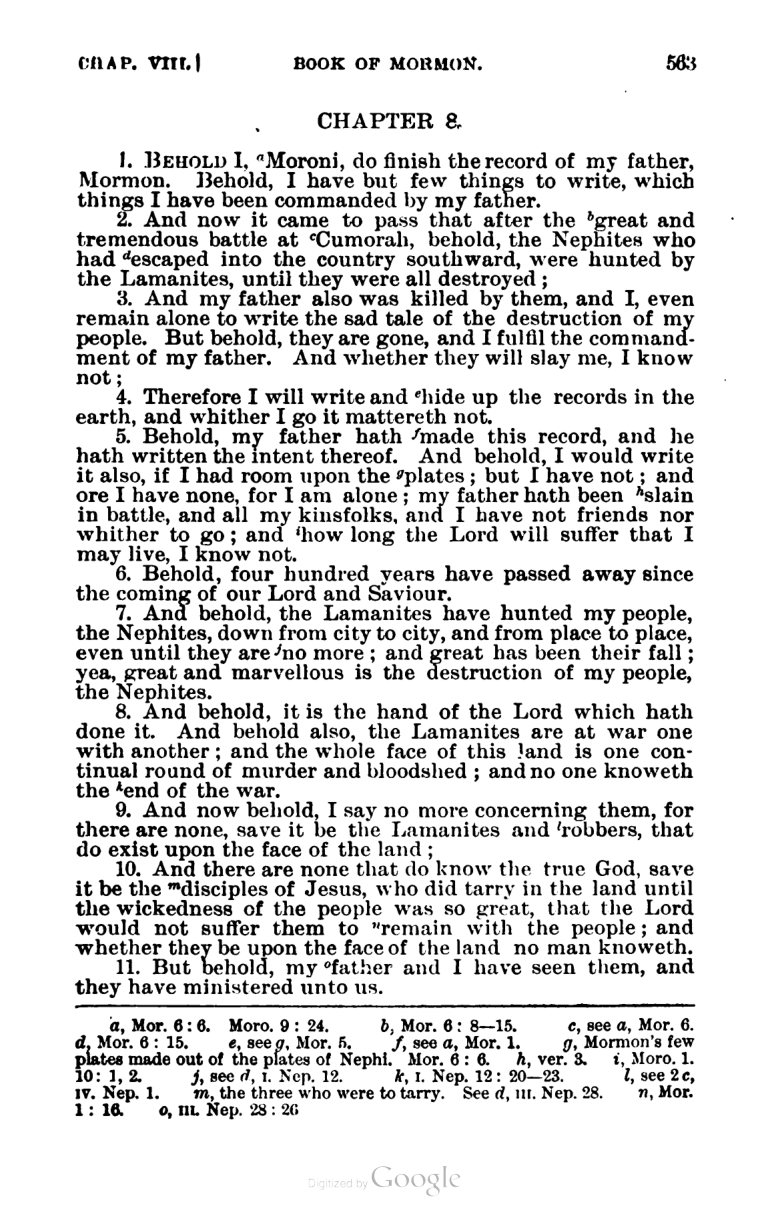 CHAP. VIII.] BOOK OF MORMON. 563
CHAPTER 8.
1. BEHOLD I, ᵃMoroni, do finish the record of my father,
Mormon. Behold, I have but few things to write, which
things I have been commanded by my father.
2. And now it came to pass that after the ᵇgreat and
tremendous battle at ᶜCumorah, behold, the Nephites who
had ᵈescaped into the country southward, were hunted by
the Lamanites, until they were all destroyed ;
3. And my father also was killed by them, and I, even
remain alone to write the sad tale of the destruction of my
people. But behold, they are gone, and I fulfil the command-
ment of my father. And whether they will slay me, I know
not ;
4. Therefore I will write and ᵉhide up the records in the
earth, and whither I go it mattereth not.
5. Behold, my father hath ᶠmade this record, and he
hath written the intent thereof. And behold, I would write
it also, if I had room upon the ᵍplates ; but I have not ; and
ore I have none, for I am alone ; my father hath been ʰslain
in battle, and all my kinsfolks, and I have not friends nor
whither to go ; and ⁱhow long the Lord will suffer that I
may live, I know not.
6. Behold, four hundred years have passed away since
the coming of our Lord and Saviour.
7. And behold, the Lamanites have hunted my people,
the Nephites, down from city to city, and from place to place,
even until they are ʲno more ; and great has been their fall ;
yea, great and marvellous is the destruction of my people,
the Nephites.
8. And behold, it is the hand of the Lord which hath
done it. And behold also, the Lamanites are at war one
with another ; and the whole face of this land is one con-
tinual round of murder and bloodshed ; and no one knoweth
the ᵏend of the war.
9. And now behold, I say no more concerning them, for
there are none, save it be the Lamanites and ˡrobbers, that
do exist upon the face of the land ;
10. And there are none that do know the true God, save
it be the ᵐdisciples of Jesus, who did tarry in the land until
the wickedness of the people was so great, that the Lord
would not suffer them to ⁿremain with the people ; and
whether they be upon the face of the land no man knoweth.
11. But behold, my ᵒfather and I have seen them, and
they have ministered unto us.
a, Mor. 6 : 6. Moro. 9 : 24. b, Mor. 6 : 8—15. c, see a, Mor. 6.
d, Mor. 6 : 15. e, see g, Mor. 5. f, see a, Mor. 1. g, Mormon's few
plates made out of the plates of Nephi. Mor. 6 : 6. h, ver. 3. i, Moro. 1.
10 : 1, 2. j, see d, I. Nep. 12. k, I. Nep. 12 : 20—23. l, see 2 c,
IV. Nep. 1. m, the three who were to tarry. See d, III. Nep. 28. n, Mor.
1 : 16. o, III. Nep. 28 : 26
Digitized by Google